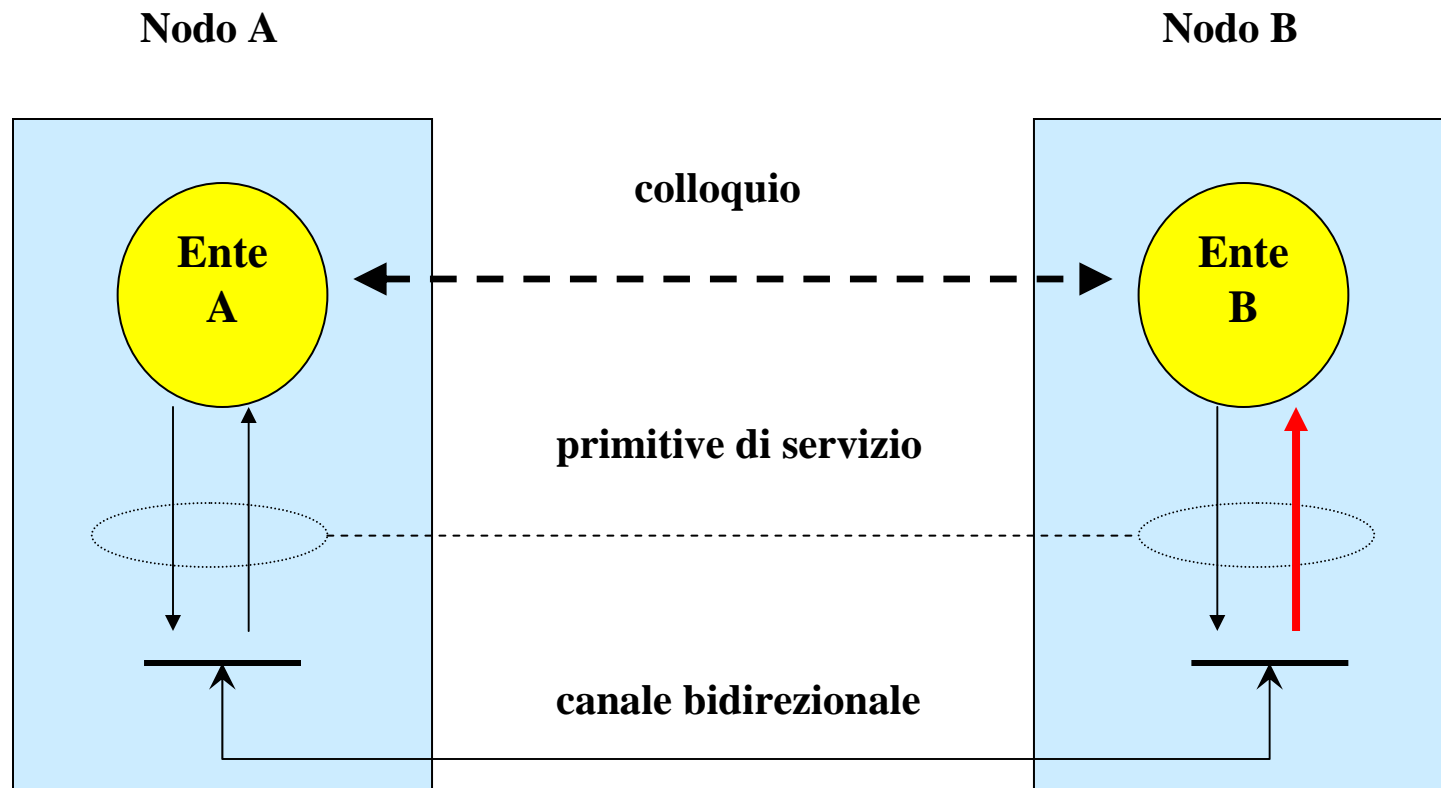 Nodo A
Nodo B
colloquio
Ente
A
Ente
B
primitive di servizio
canale bidirezionale